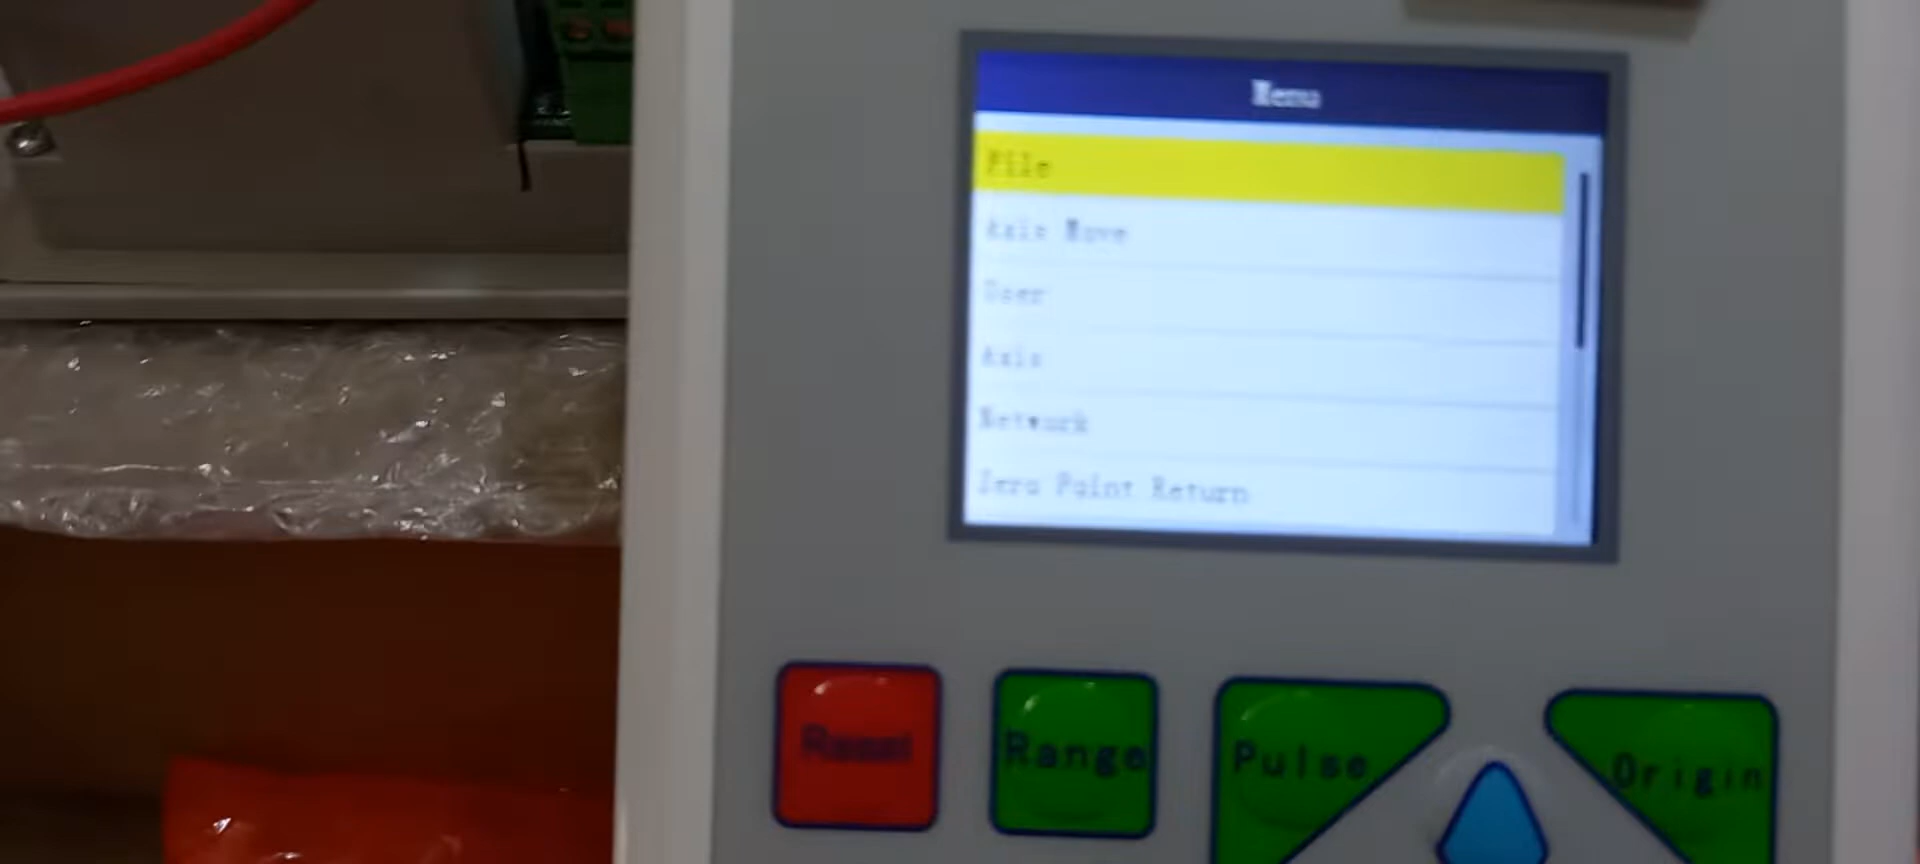 Menu
File
Axis Move
User
Axis
Network
Zero Point Return
Reset
Range
Pulse
Origin